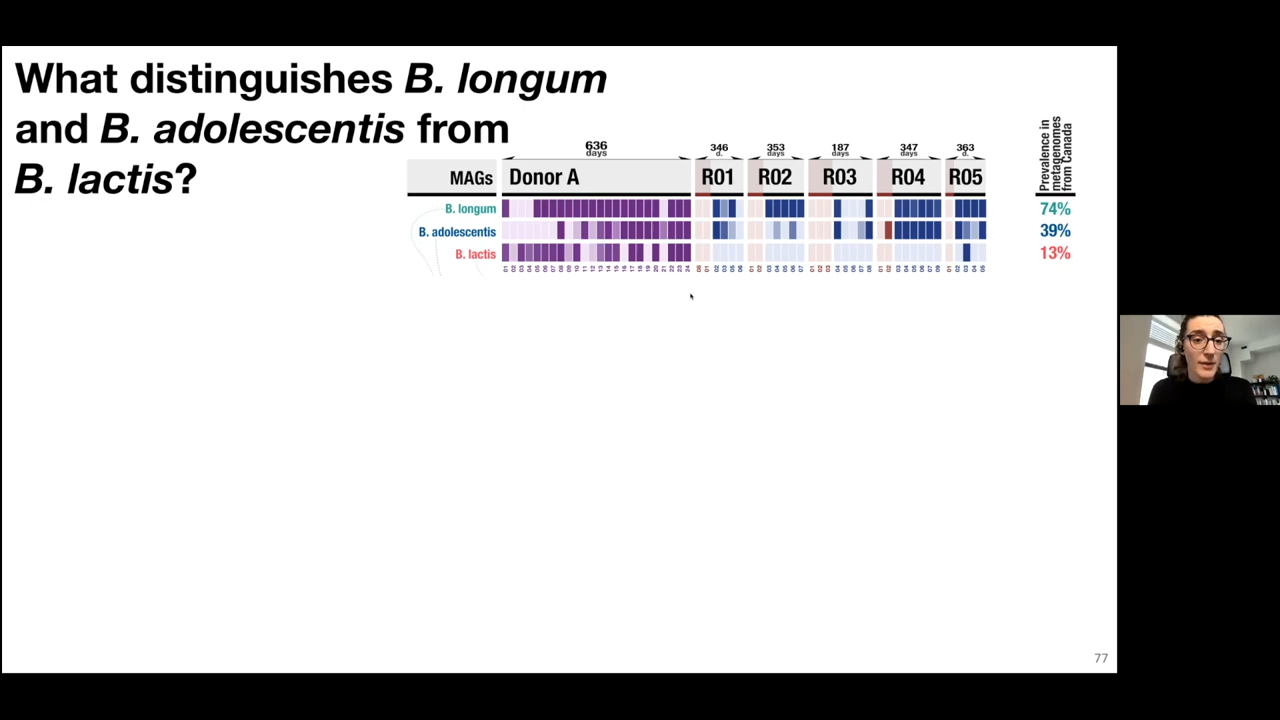 What distinguishes B. longum
and B. adolescentis from
B. lactis?
636
days
346
d.
353
days
187
days
347
days
363
d.
Prevalence in
metagenomes
from Canada
MAGs
Donor A
R01
R02
R03
R04
R05
B. longum
74%
B. adolescentis
39%
B. lactis
13%
77